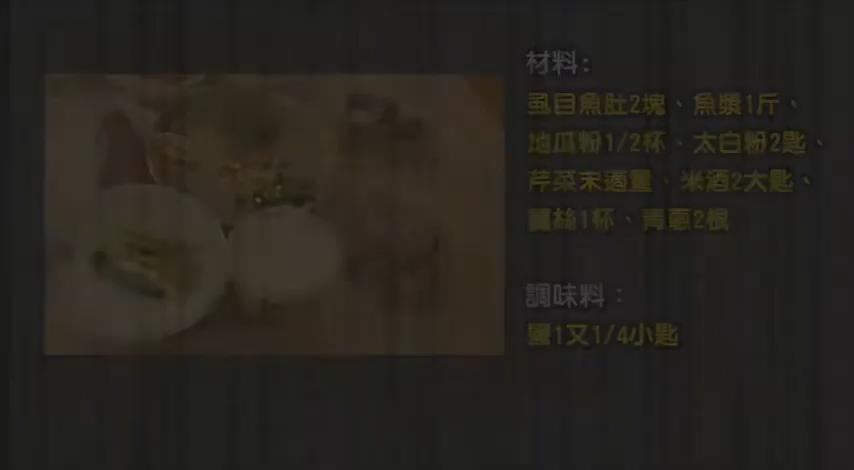 材料:
虱目魚肚2塊、魚漿1斤、
地瓜粉1/2杯、太白粉2匙、
芹菜末適量、米酒2大匙、
薑絲1杯、青蔥2根
調味料：
鹽1又1/4小匙